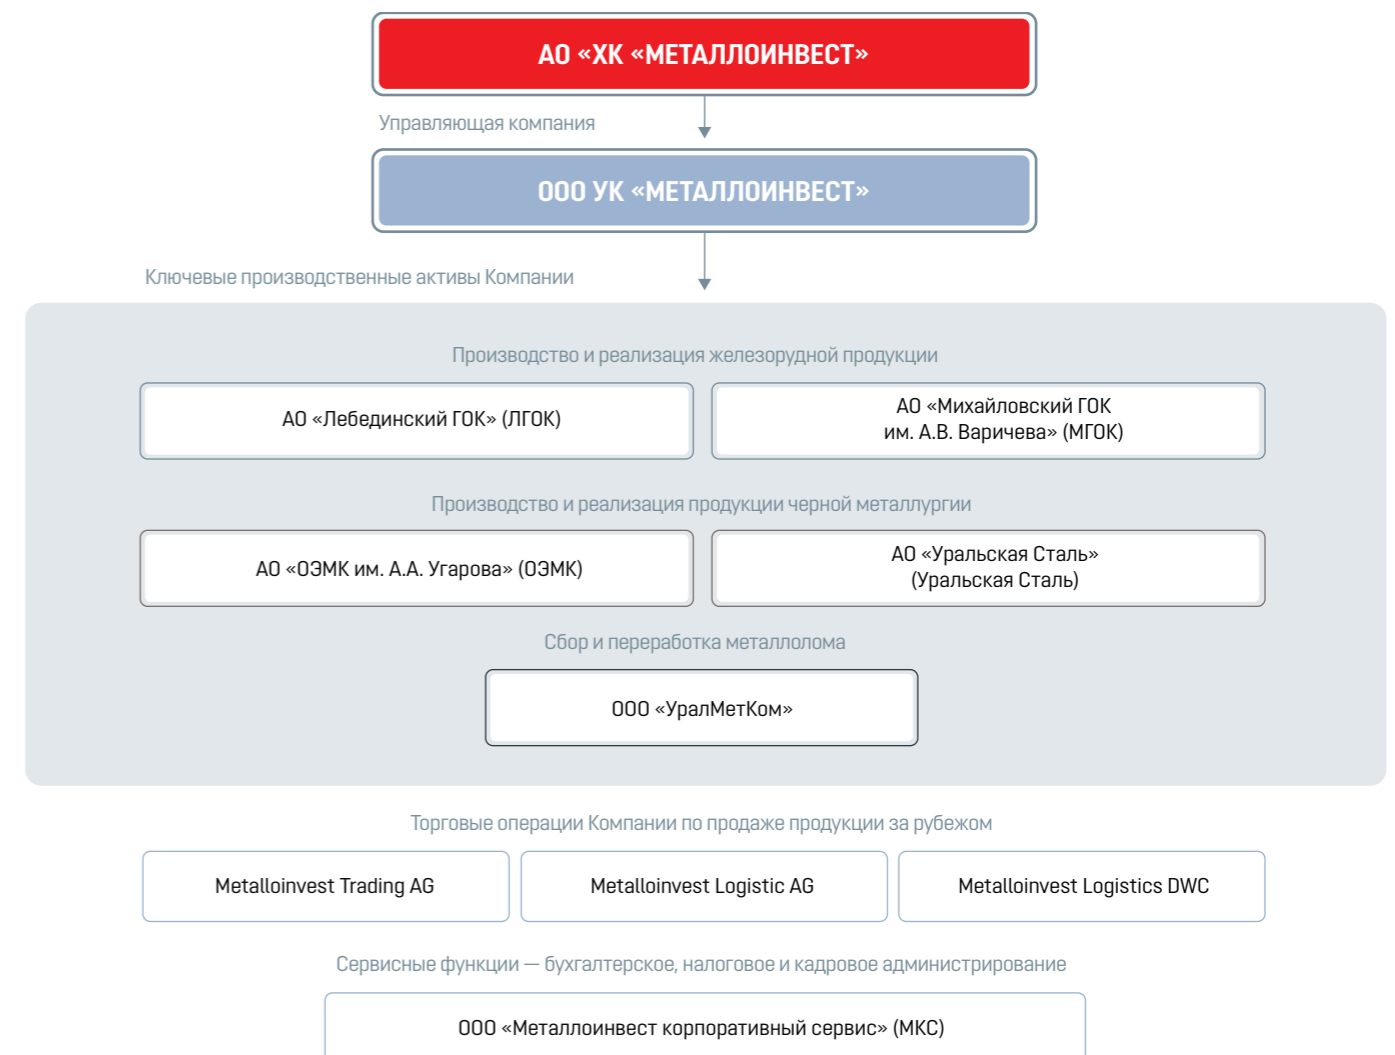 АО «ХК «МЕТАЛЛОИНВЕСТ»
Управляющая компания
ООО УК «МЕТАЛЛОИНВЕСТ»
Ключевые производственные активы Компании
Производство и реализация железорудной продукции
АО «Лебединский ГОК» (ЛГОК)
АО «Михайловский ГОК
им. А.В. Варичева» (МГОК)
Производство и реализация продукции черной металлургии
АО «ОЭМК им. А.А. Угарова» (ОЭМК)
АО «Уральская Сталь»
(Уральская Сталь)
Сбор и переработка металлолома
ООО «УралМетКом»
Торговые операции Компании по продаже продукции за рубежом
Metalloinvest Trading AG
Metalloinvest Logistic AG
Metalloinvest Logistics DWC
Сервисные функции — бухгалтерское, налоговое и кадровое администрирование
ООО «Металлоинвест корпоративный сервис» (МКС)